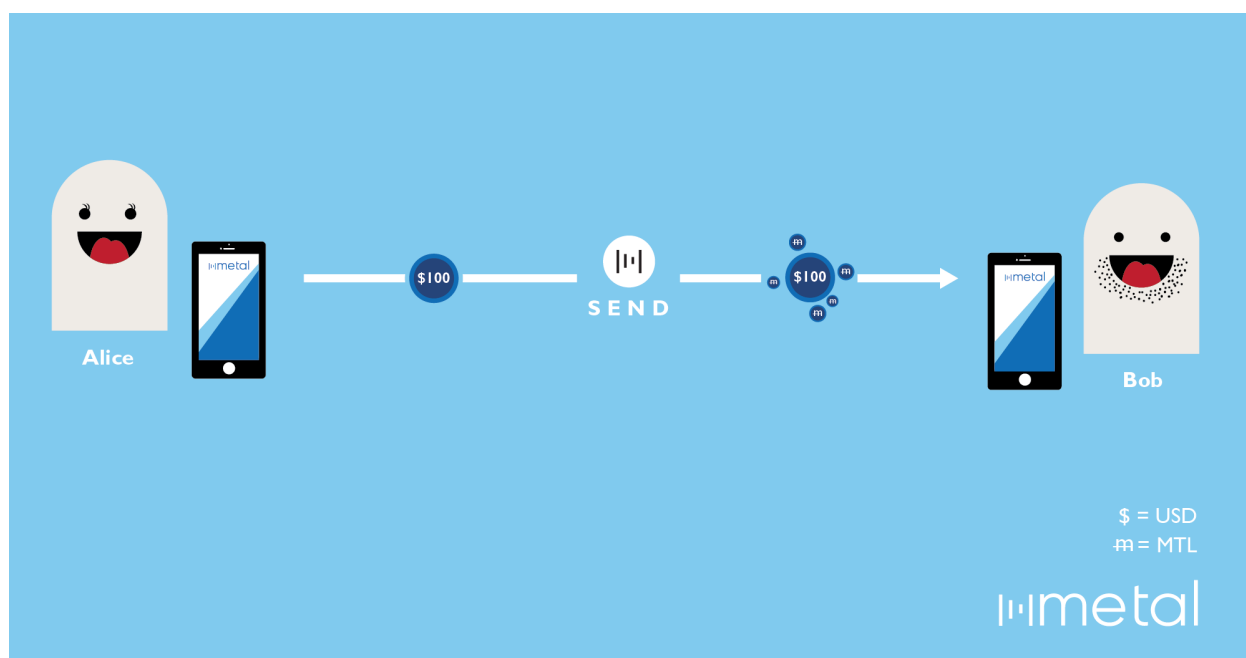 metal
$100
SEND
₥
₥
₥
₥
₥
$100
metal
Alice
Bob
$ = USD
₥ = MTL
metal